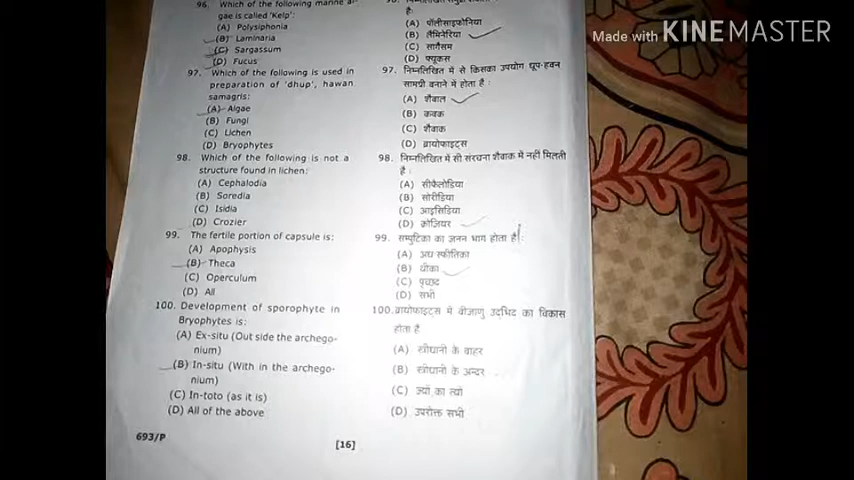 96. Which of the following marine al-
gae is called 'Kelp':
(A) Polysiphonia
(B) Laminaria
(C) Sargassum
(D) Fucus
97. Which of the following is used in
preparation of 'dhup', hawan
samagris:
(A) Algae
(B) Fungi
(C) Lichen
(D) Bryophytes
98. Which of the following is not a
structure found in lichen:
(A) Cephalodia
(B) Soredia
(C) Isidia
(D) Crozier
99. The fertile portion of capsule is:
(A) Apophysis
(B) Theca
(C) Operculum
(D) All
100. Development of sporophyte in
Bryophytes is:
(A) Ex-situ (Out side the archego-
nium)
(B) In-situ (With in the archego-
nium)
(C) In-toto (as it is)
(D) All of the above
693/P
[16]
है:
(A) पॉलीसाइफोनिया
(B) लैमिनेरिया
(C) सार्गैसम
(D) फ्यूकस
97. निम्नलिखित में से किसका उपयोग धूप-हवन
सामग्री बनाने में होता है :
(A) शैवाल
(B) कवक
(C) शैवाक
(D) ब्रायोफाइट्स
98. निम्नलिखित में सी संरचना शैवाक में नहीं मिलती
है :
(A) सीफैलोडिया
(B) सोरीडिया
(C) आइसिडिया
(D) क्रोजियर
99. सम्पुटिका का जनन भाग होता है :
(A) अध स्फीतिका
(B) थीका
(C) पृच्छद
(D) सभी
100. ब्रायोफाइट्स में बीजाणु उद्भिद का विकास
होता है
(A) स्त्रीधानी के बाहर
(B) स्त्रीधानी के अन्दर
(C) ज्यों का त्यों
(D) उपरोक्त सभी
Made with KINEMASTER